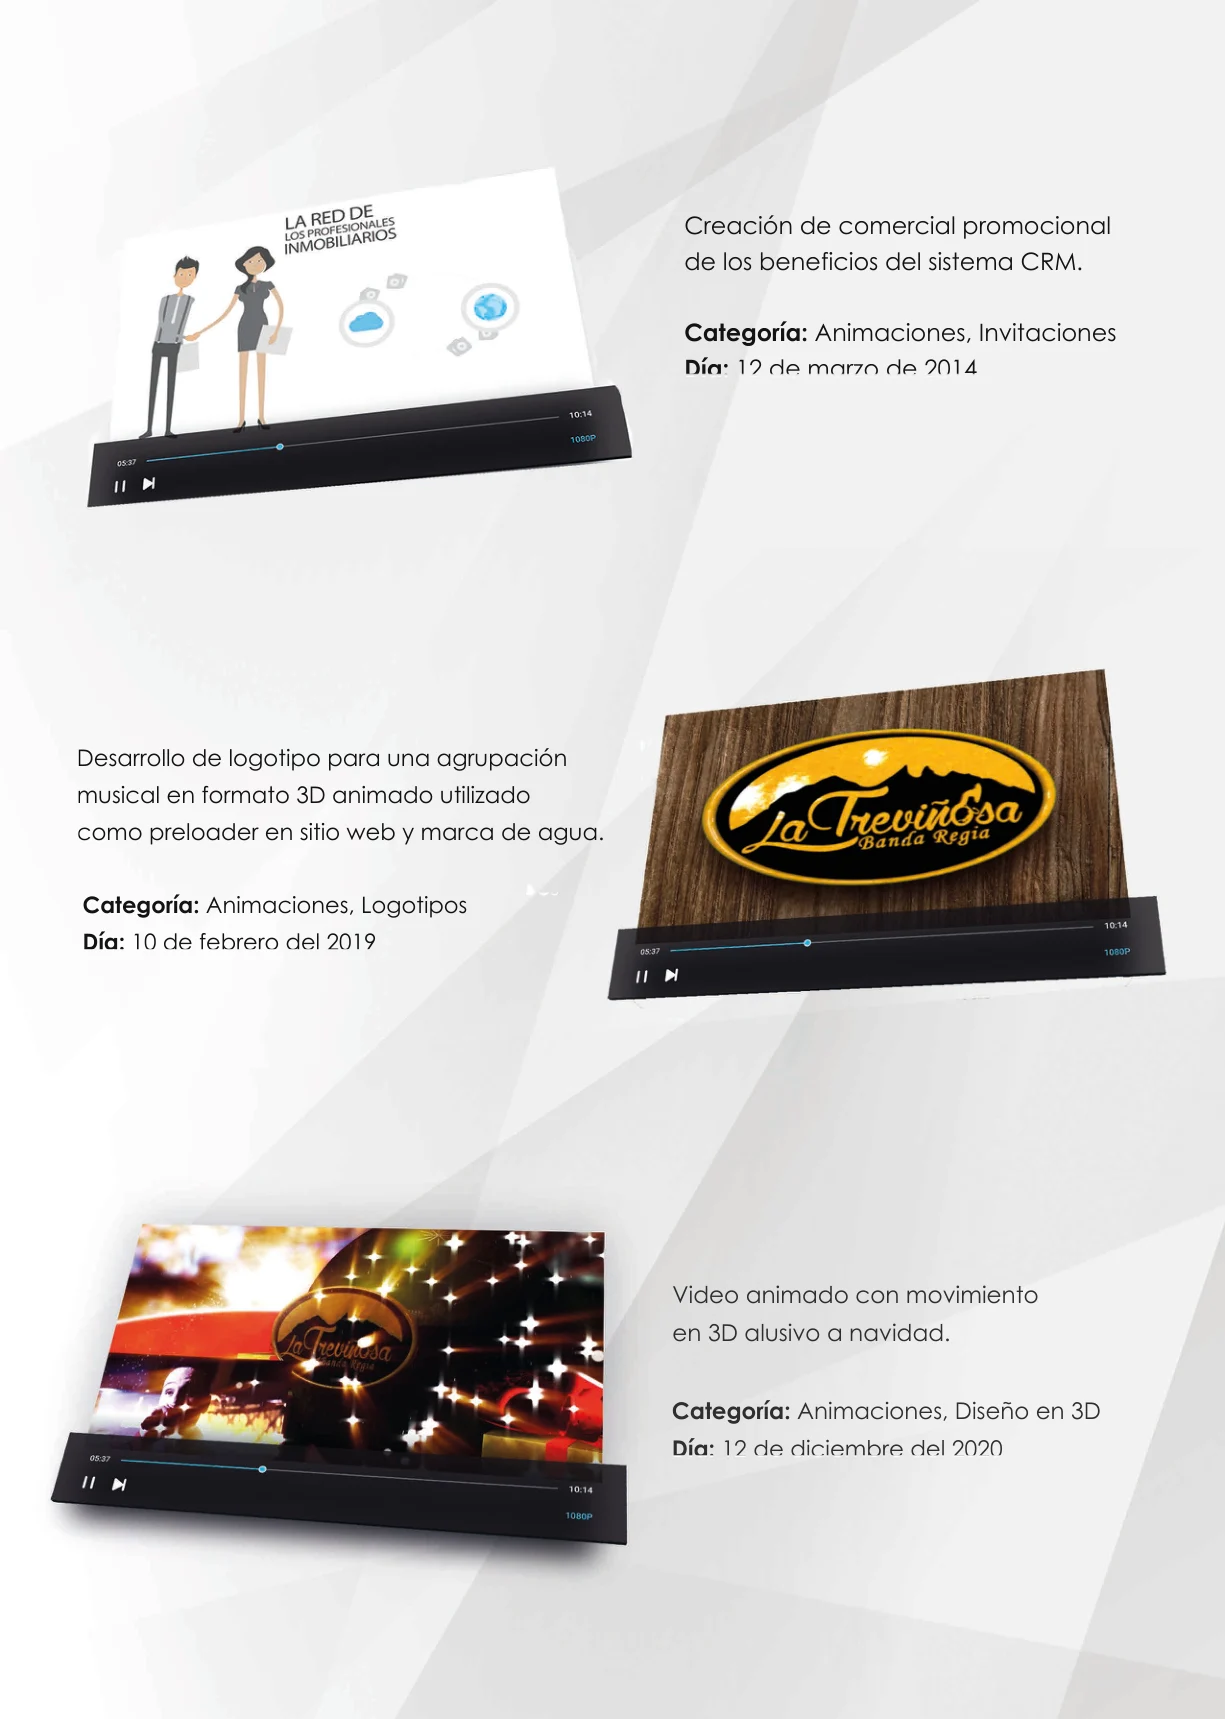 LA RED DE
LOS PROFESIONALES
INMOBILIARIOS
10:14
1080P
05:37
Creación de comercial promocional
de los beneficios del sistema CRM.
Categoría: Animaciones, Invitaciones
Día: 12 de marzo de 2014
Desarrollo de logotipo para una agrupación
musical en formato 3D animado utilizado
como preloader en sitio web y marca de agua.
Categoría: Animaciones, Logotipos
Día: 10 de febrero del 2019
La Treviñosa
Banda Regia
10:14
05:37
1080P
La Treviñosa
Banda Regia
05:37
10:14
1080P
Video animado con movimiento
en 3D alusivo a navidad.
Categoría: Animaciones, Diseño en 3D
Día: 12 de diciembre del 2020